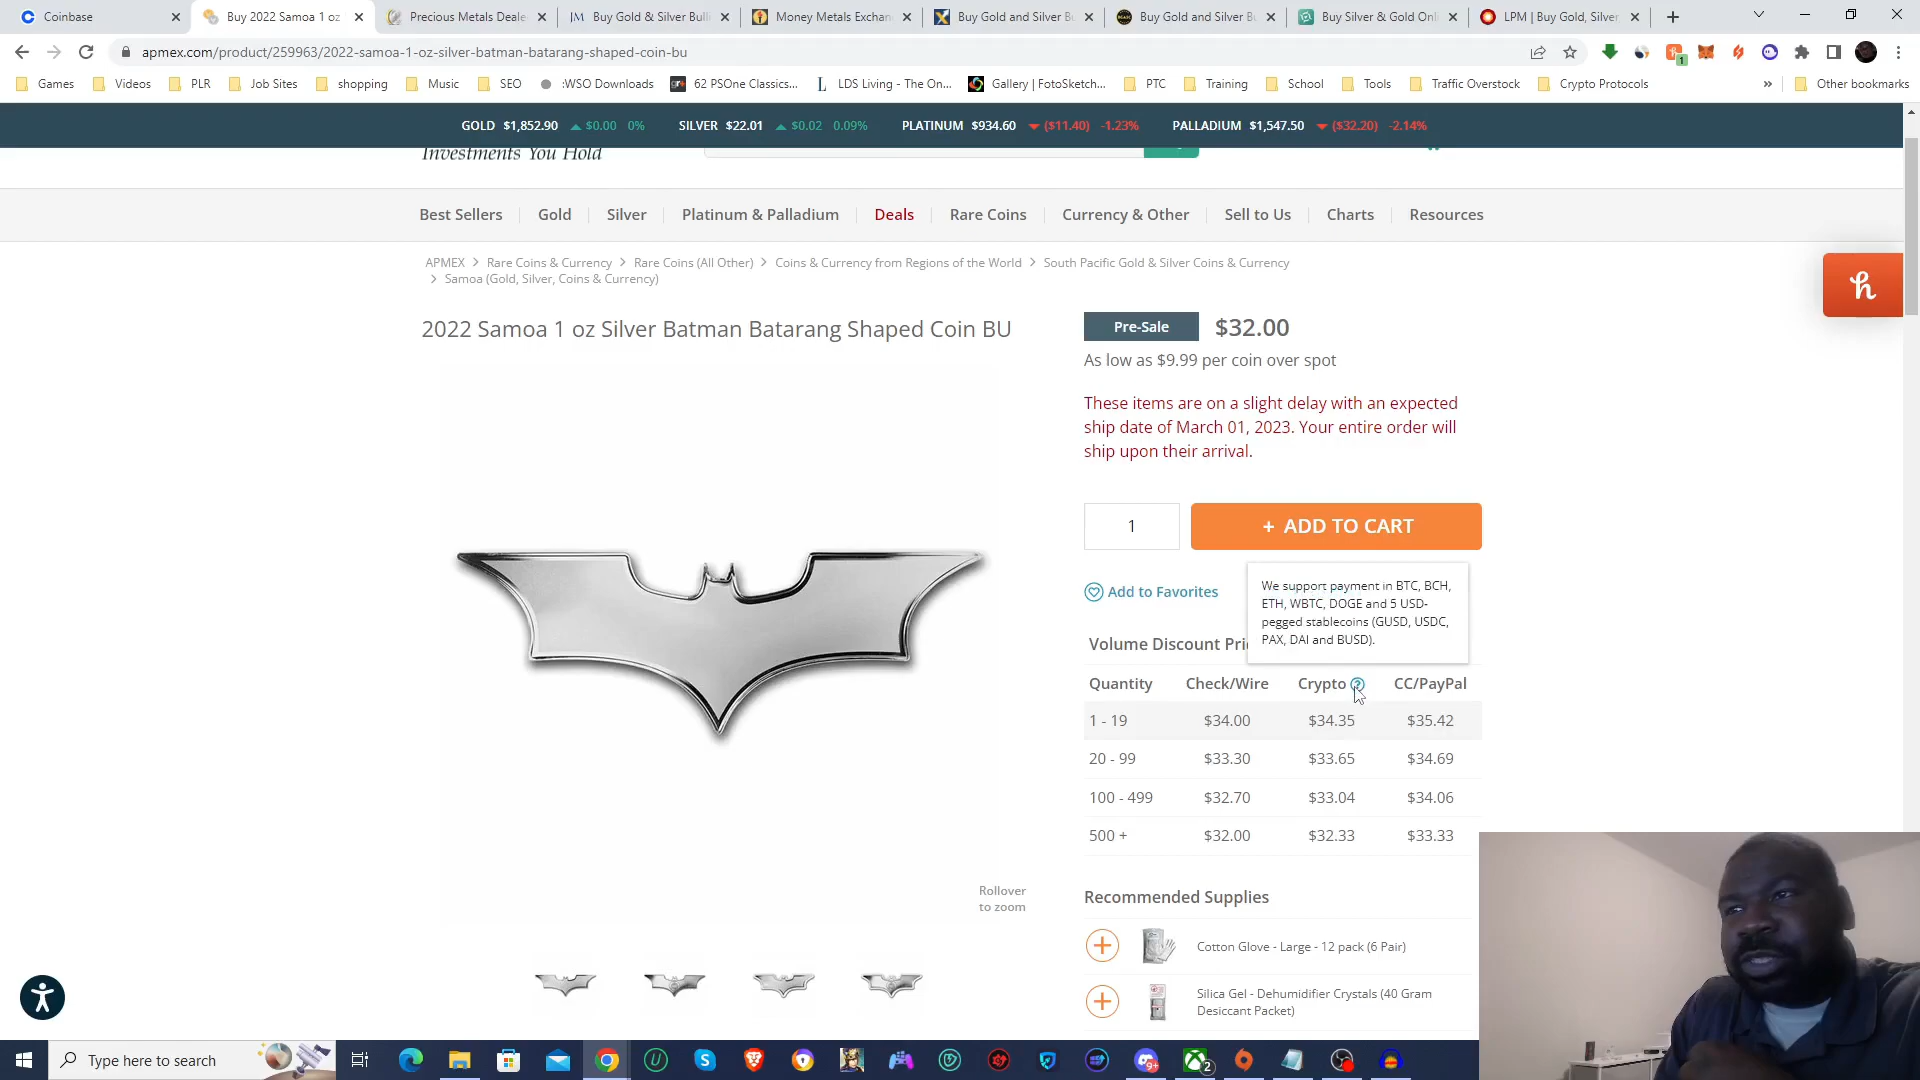 Coinbase
Buy 2022 Samoa 1 oz
Precious Metals Deale
Buy Gold & Silver Bulli
Money Metals Exchan
Buy Gold and Silver Bu
Buy Gold and Silver Bu
Buy Silver & Gold Onl
LPM | Buy Gold, Silver,
apmex.com/product/259963/2022-samoa-1-oz-silver-batman-batarang-shaped-coin-bu
Games Videos PLR Job Sites shopping Music SEO :WSO Downloads 62 PSOne Classics... LDS Living - The On... Gallery | FotoSketch... PTC Training School Tools Traffic Overstock Crypto Protocols » Other bookmarks
GOLD $1,852.90 $0.00 0% SILVER $22.01 $0.02 0.09% PLATINUM $934.60 ($11.40) -1.23% PALLADIUM $1,547.50 ($32.20) -2.14%
Investments You Hold
Best Sellers Gold Silver Platinum & Palladium Deals Rare Coins Currency & Other Sell to Us Charts Resources
APMEX > Rare Coins & Currency > Rare Coins (All Other) > Coins & Currency from Regions of the World > South Pacific Gold & Silver Coins & Currency
> Samoa (Gold, Silver, Coins & Currency)
2022 Samoa 1 oz Silver Batman Batarang Shaped Coin BU
Pre-Sale $32.00
As low as $9.99 per coin over spot
These items are on a slight delay with an expected
ship date of March 01, 2023. Your entire order will
ship upon their arrival.
1
+ ADD TO CART
Add to Favorites
We support payment in BTC, BCH,
ETH, WBTC, DOGE and 5 USD-
pegged stablecoins (GUSD, USDC,
PAX, DAI and BUSD).
Volume Discount Pri
Quantity Check/Wire Crypto ? CC/PayPal
1 - 19 $34.00 $34.35 $35.42
20 - 99 $33.30 $33.65 $34.69
100 - 499 $32.70 $33.04 $34.06
500 + $32.00 $32.33 $33.33
Rollover
to zoom
Recommended Supplies
Cotton Glove - Large - 12 pack (6 Pair)
Silica Gel - Dehumidifier Crystals (40 Gram
Desiccant Packet)
Type here to search